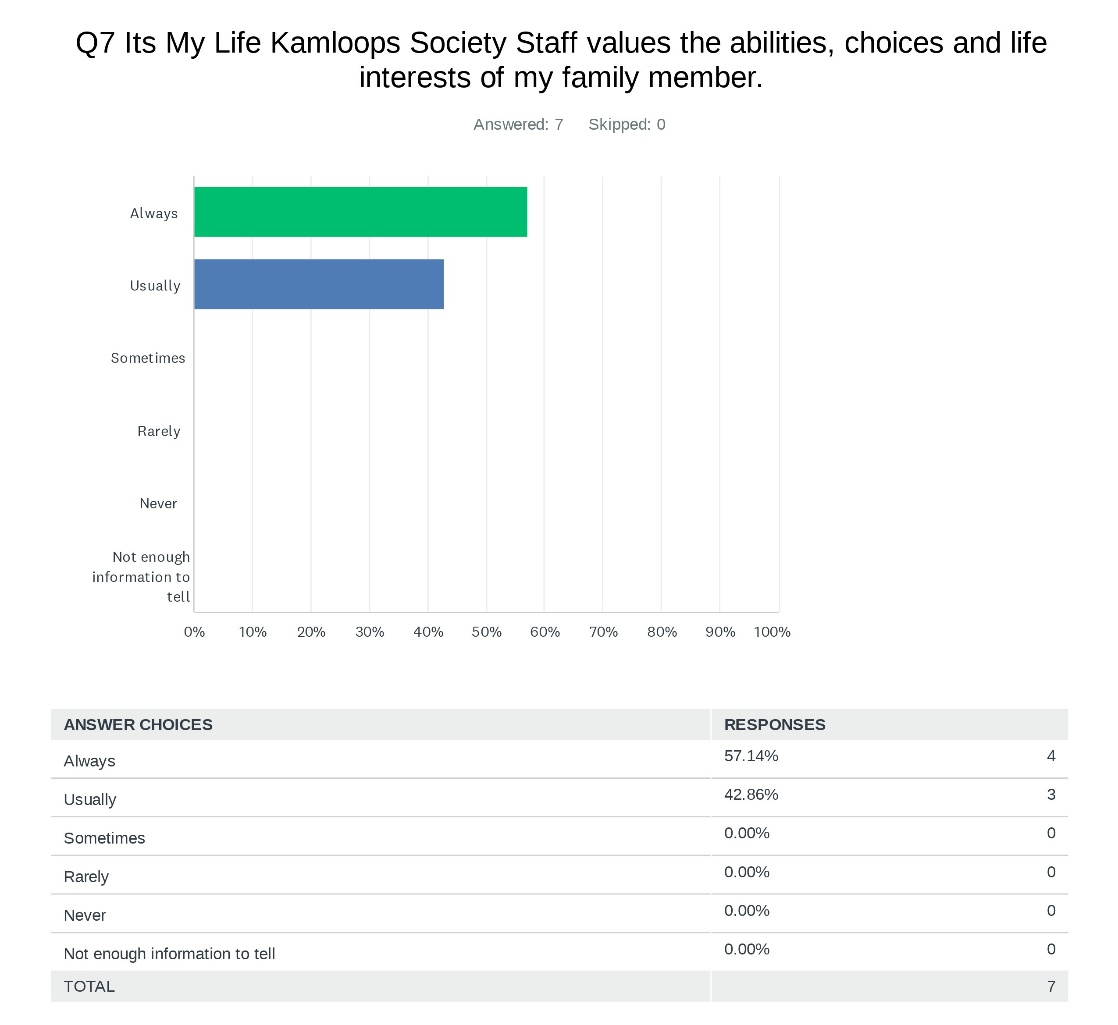 Q7 Its My Life Kamloops Society Staff values the abilities, choices and life
interests of my family member.
Answered: 7 Skipped: 0
Always
Usually
Sometimes
Rarely
Never
Not enough
information to
tell
0% 10% 20% 30% 40% 50% 60% 70% 80% 90% 100%
ANSWER CHOICES RESPONSES
Always 57.14% 4
Usually 42.86% 3
Sometimes 0.00% 0
Rarely 0.00% 0
Never 0.00% 0
Not enough information to tell 0.00% 0
TOTAL 7